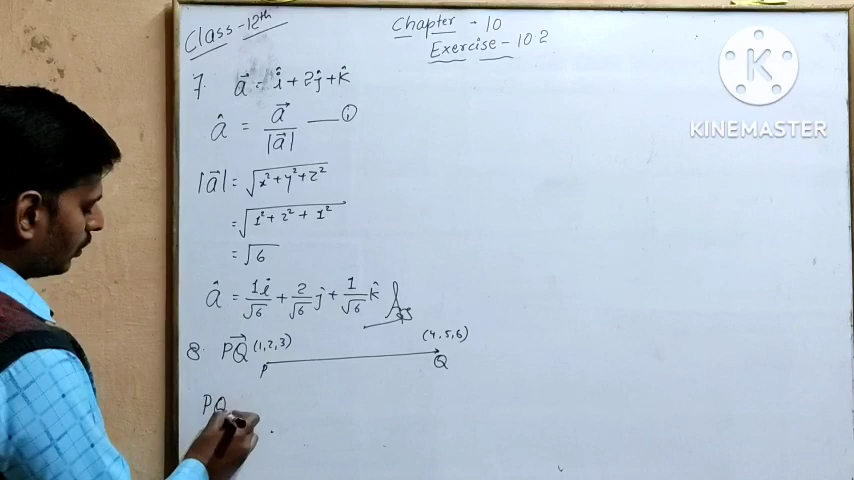 Class - 12th
Chapter - 10
Exercise - 10.2
7. a⃗ = î + 2ĵ + k̂
â = a⃗ / |a⃗| —— ①
|a⃗| = √(x² + y² + z²)
= √(1² + 2² + 1²)
= √6
â = 1/√6 î + 2/√6 ĵ + 1/√6 k̂ Ans
8. PQ⃗ (1,2,3) (4,5,6)
P Q
PQ
K
KINEMASTER